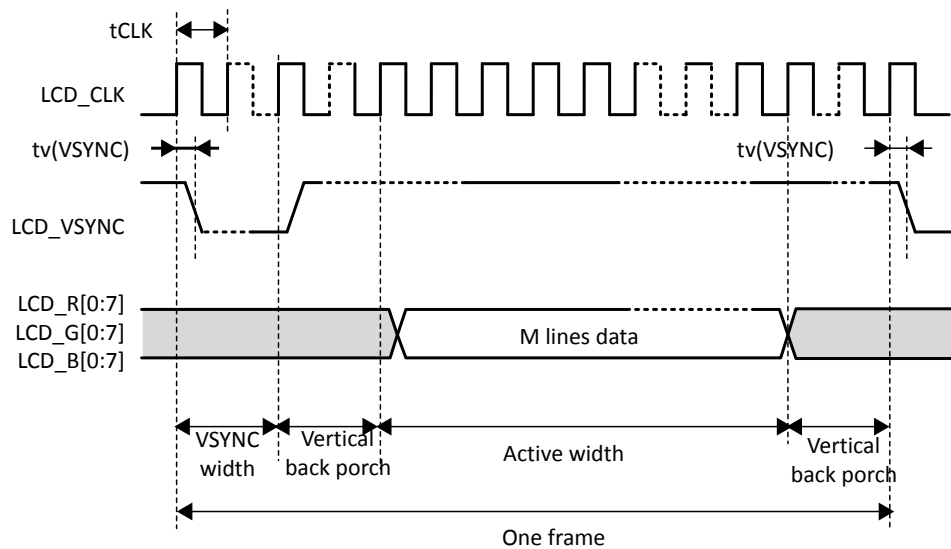 tCLK
LCD_CLK
tv(VSYNC)
tv(VSYNC)
LCD_VSYNC
LCD_R[0:7]
LCD_G[0:7]
LCD_B[0:7]
M lines data
VSYNC
width
Vertical
back porch
Active width
Vertical
back porch
One frame